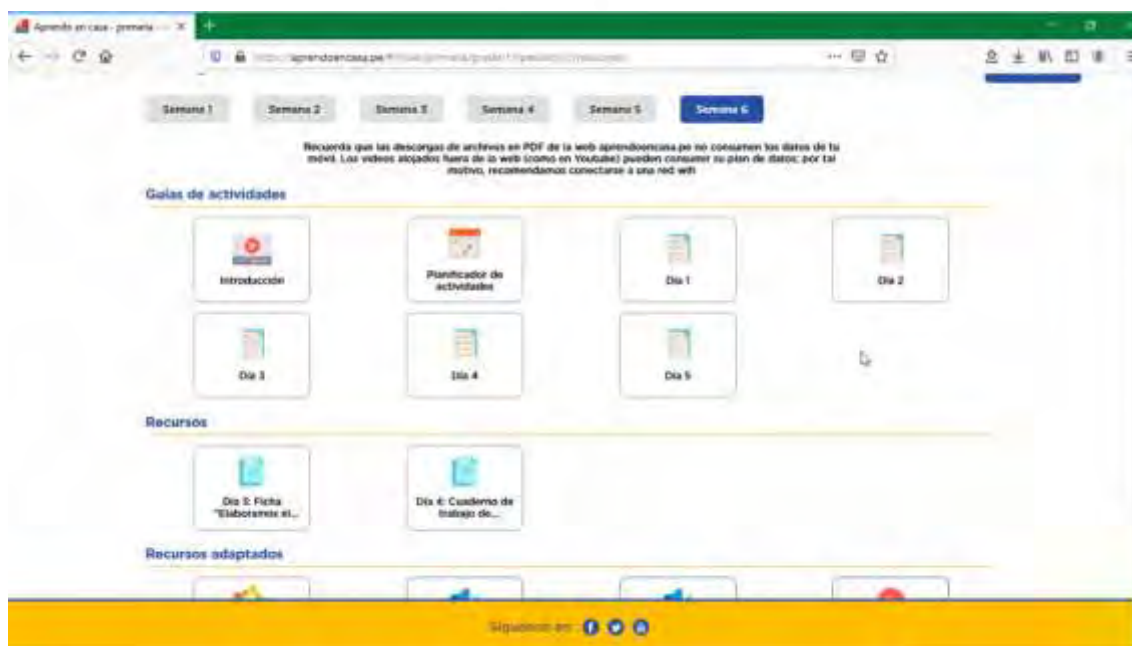 Aprendo en casa - primaria
aprendoencasa.pe
Semana 1
Semana 2
Semana 3
Semana 4
Semana 5
Semana 6
Recuerda que las descargas de archivos en PDF de la web aprendoencasa.pe no consumen los datos de tu
móvil. Los videos alojados fuera de la web (como en Youtube) pueden consumir su plan de datos; por tal
motivo, recomendamos conectarse a una red wifi
Guías de actividades
Introducción
Planificador de
actividades
Día 1
Día 2
Día 3
Día 4
Día 5
Recursos
Ficha
"Elaboramos el...
Día 4: Cuaderno de
trabajo de...
Recursos adaptados
Síguenos en